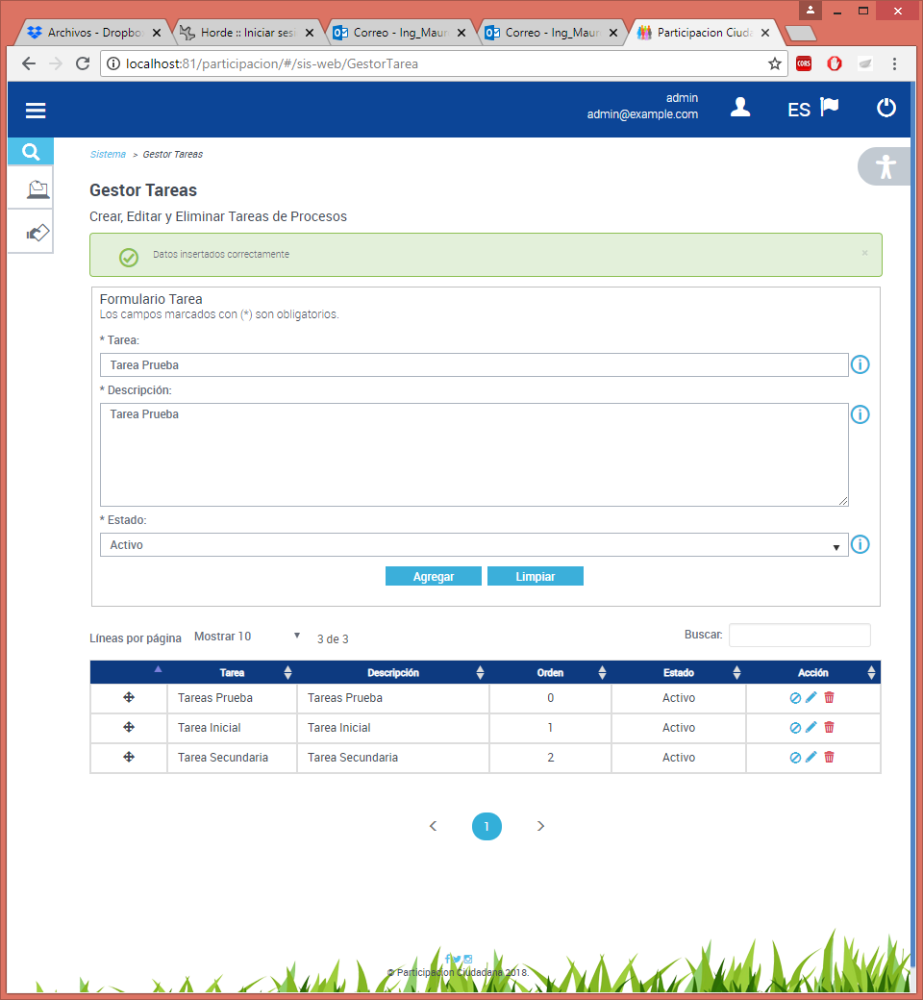 Archivos - Dropbo
Horde :: Iniciar sesi
Correo - Ing_Maur
Correo - Ing_Maur
Participacion Ciuda
localhost:81/participacion/#/sis-web/GestorTarea
CORS
admin
admin@example.com
ES
Sistema > Gestor Tareas
Gestor Tareas
Crear, Editar y Eliminar Tareas de Procesos
Datos insertados correctamente ×
Formulario Tarea
Los campos marcados con (*) son obligatorios.
* Tarea:
Tarea Prueba
* Descripción:
Tarea Prueba
* Estado:
Activo
Agregar Limpiar
Líneas por página Mostrar 10 3 de 3 Buscar:
Tarea Descripción Orden Estado Acción
Tareas Prueba Tareas Prueba 0 Activo
Tarea Inicial Tarea Inicial 1 Activo
Tarea Secundaria Tarea Secundaria 2 Activo
< 1 >
© Participacion Ciudadana 2018.